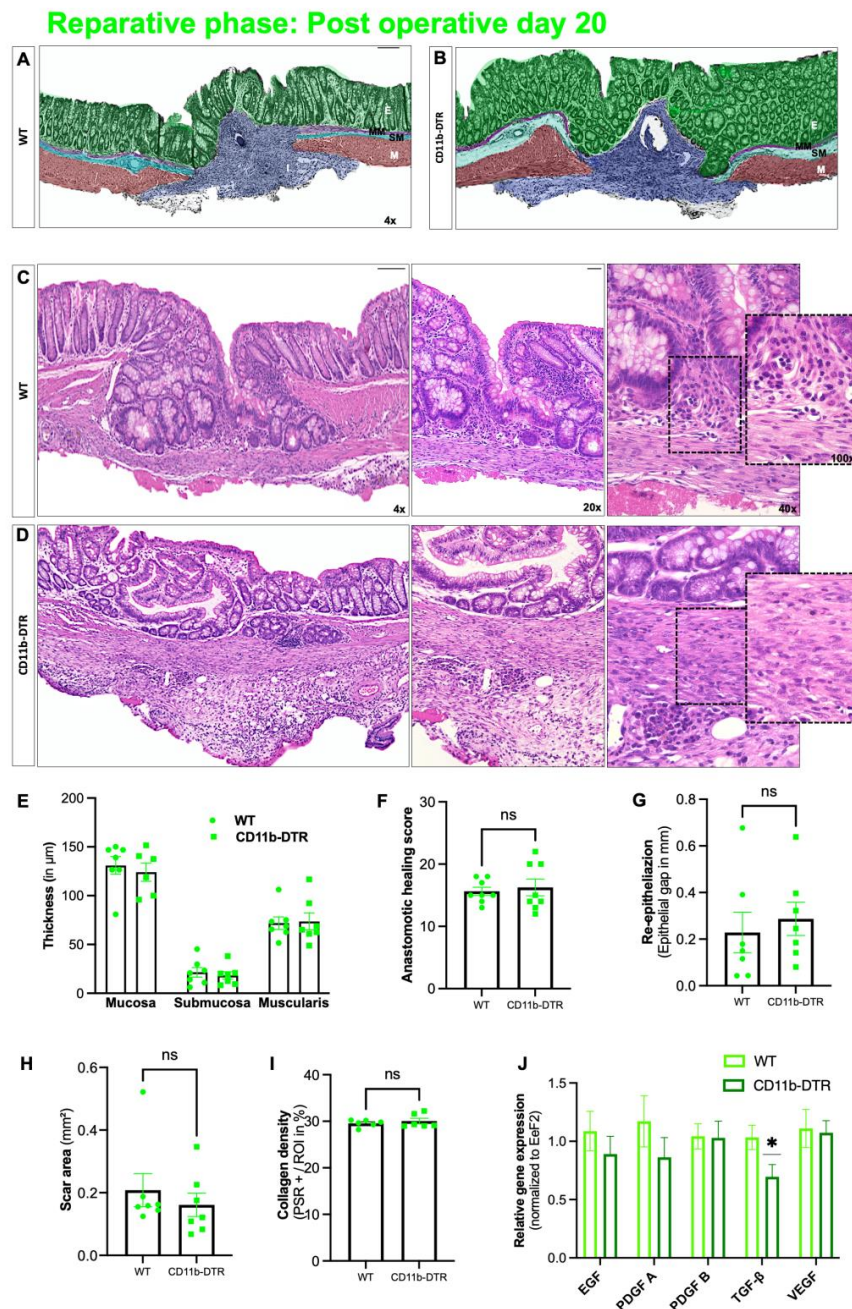 Reparative phase: Post operative day 20
A
WT
E
MM
SM
M
I
4x
B
CD11b-DTR
E
MM
SM
M
C
WT
4x
20x
40x
100x
D
CD11b-DTR
E
Thickness (in µm)
200
150
100
50
0
WT
CD11b-DTR
Mucosa
Submucosa
Muscularis
F
Anastomotic healing score
30
20
10
0
ns
WT
CD11b-DTR
G
Re-epitheliazion
(Epithelial gap in mm)
0.8
0.6
0.4
0.2
0.0
ns
WT
CD11b-DTR
H
Scar area (mm²)
0.6
0.4
0.2
0.0
ns
WT
CD11b-DTR
I
Collagen density
(PSR + / ROI in %)
40
30
20
10
0
ns
WT
CD11b-DTR
J
WT
CD11b-DTR
Relative gene expression
(normalized to EeF2)
1.5
1.0
0.5
0.0
*
EGF
PDGF A
PDGF B
TGF-β
VEGF